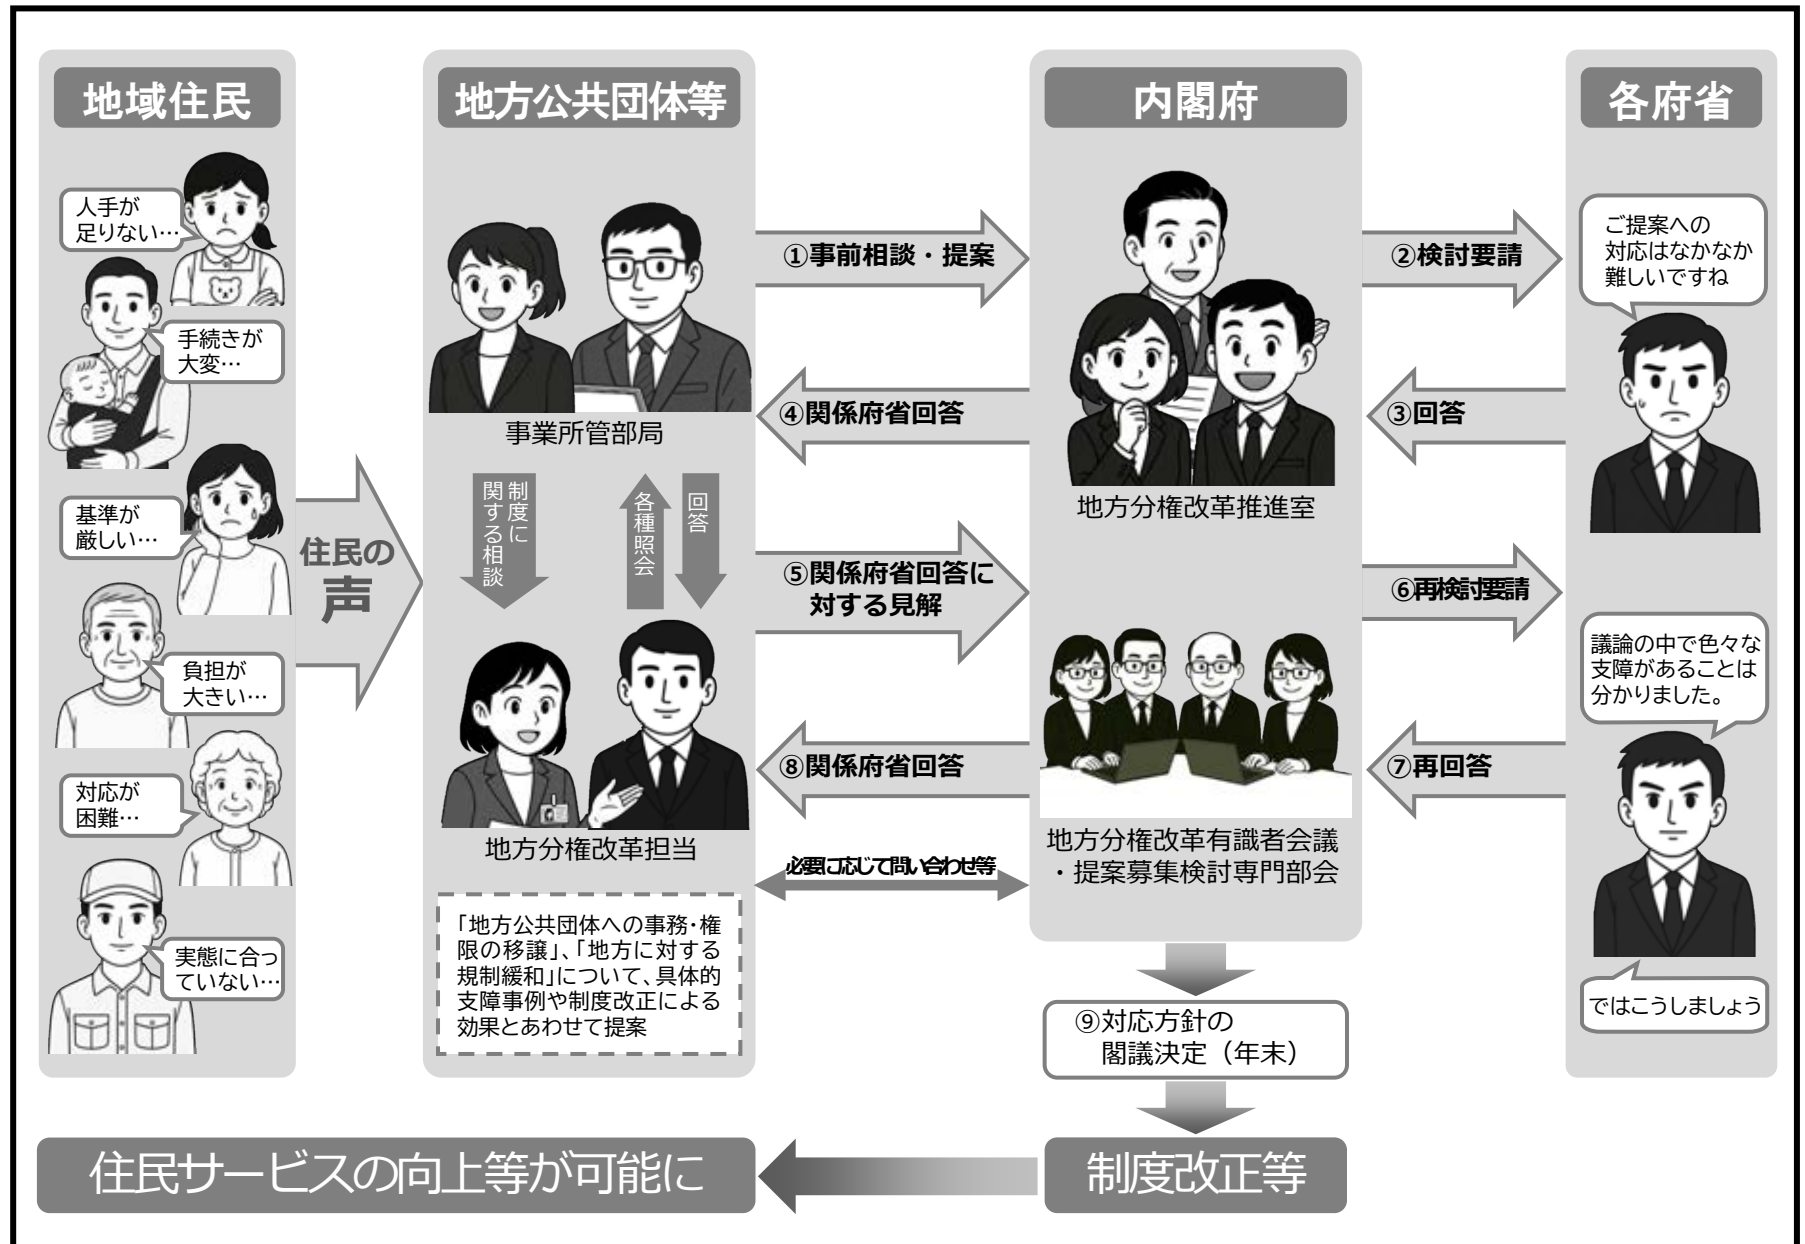 地域住民
人手が
足りない…
手続きが
大変…
基準が
厳しい…
負担が
大きい…
対応が
困難…
実態に合っ
ていない…
住民の
声
地方公共団体等
事業所管部局
制度に
関する相談
各種照会
回答
地方分権改革担当
「地方公共団体への事務・権
限の移譲」、「地方に対する
規制緩和」について、具体的
支障事例や制度改正による
効果とあわせて提案
①事前相談・提案
④関係府省回答
⑤関係府省回答に
対する見解
⑧関係府省回答
必要に応じて問い合わせ等
内閣府
地方分権改革推進室
地方分権改革有識者会議
・提案募集検討専門部会
②検討要請
③回答
⑥再検討要請
⑦再回答
各府省
ご提案への
対応はなかなか
難しいですね
議論の中で色々な
支障があることは
分かりました。
ではこうしましょう
⑨対応方針の
閣議決定（年末）
制度改正等
住民サービスの向上等が可能に